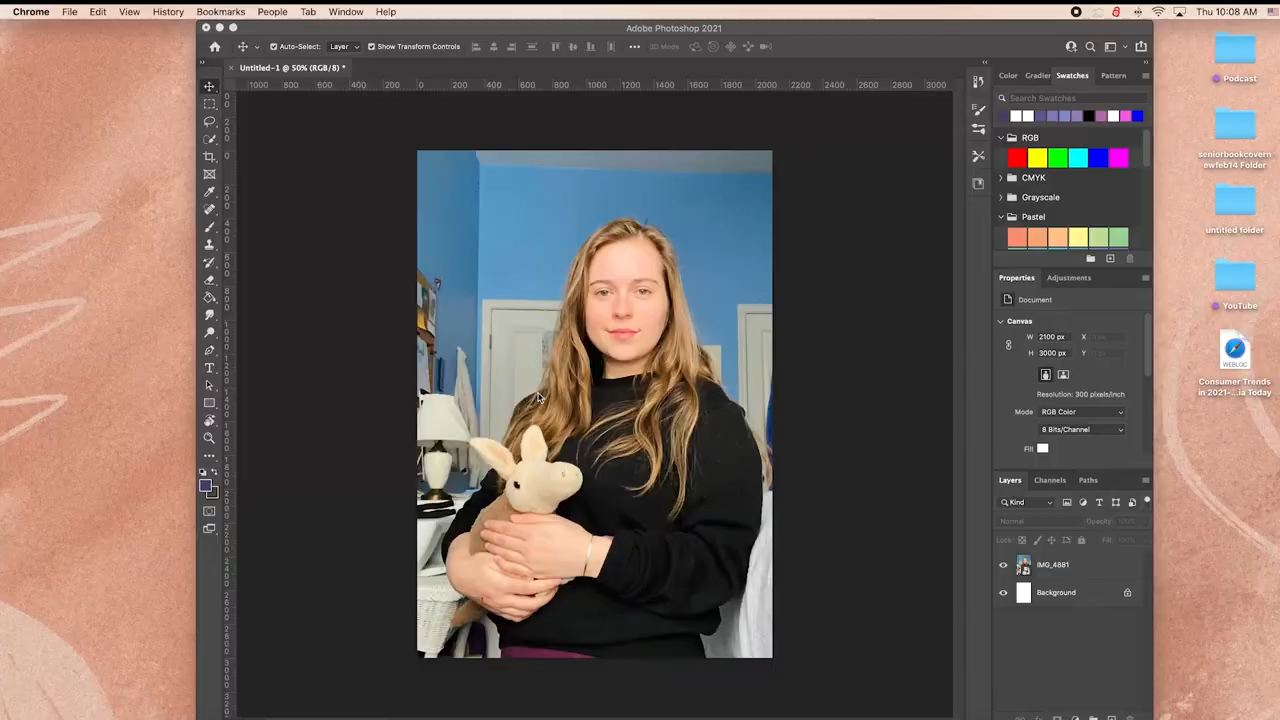 Chrome File Edit View History Bookmarks People Tab Window Help Thu 10:08 AM
Adobe Photoshop 2021
Auto-Select: Layer Show Transform Controls 3D Mode
Untitled-1 @ 50% (RGB/8) *
1000 800 600 400 200 0 200 400 600 800 1000 1200 1400 1600 1800 2000 2200 2400 2600 2800 3000
Color Gradier Swatches Pattern
Search Swatches
RGB
CMYK
Grayscale
Pastel
Properties Adjustments
Document
Canvas
W 2100 px X
H 3000 px Y
Resolution: 300 pixels/inch
Mode RGB Color
8 Bits/Channel
Fill
Layers Channels Paths
Kind
Normal Opacity: 100%
Lock: Fill: 100%
IMG_4881
Background
Podcast
seniorbookcovern
ewfeb14 Folder
untitled folder
YouTube
WEBLOC
Consumer Trends
in 2021-...ia Today